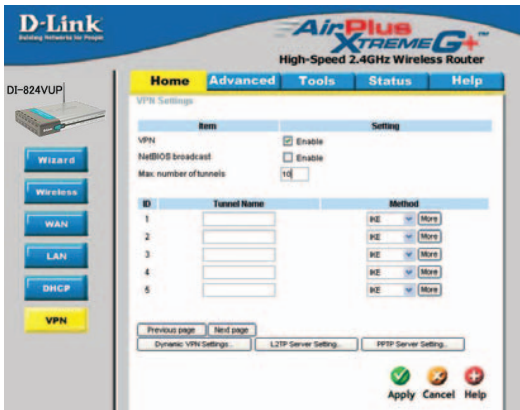 D-Link
Building Networks for People
AirPlus
XTREME G+™
High-Speed 2.4GHz Wireless Router
DI-824VUP
Home Advanced Tools Status Help
VPN Settings
Item Setting
VPN Enable
NetBIOS broadcast Enable
Max. number of tunnels 10
ID Tunnel Name Method
1 IKE More
2 IKE More
3 IKE More
4 IKE More
5 IKE More
Previous page Next page
Dynamic VPN Settings.. L2TP Server Setting.. PPTP Server Setting..
Apply Cancel Help
Wizard
Wireless
WAN
LAN
DHCP
VPN